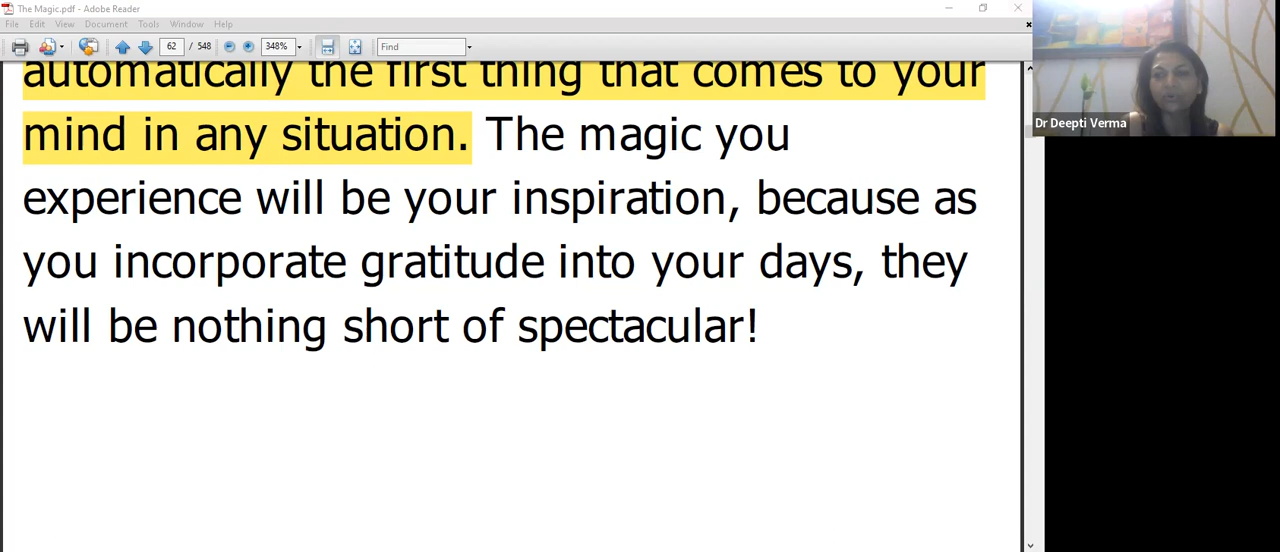 The Magic.pdf - Adobe Reader
File Edit View Document Tools Window Help
62 / 548 348% Find
automatically the first thing that comes to your
mind in any situation. The magic you
experience will be your inspiration, because as
you incorporate gratitude into your days, they
will be nothing short of spectacular!
Dr Deepti Verma